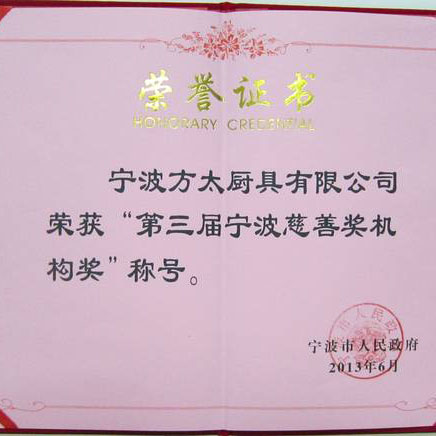 荣誉证书
HONORARY CREDENTIAL
宁波方太厨具有限公司
荣获“第三届宁波慈善奖机
构奖”称号。
宁波市人民政府
2013年6月